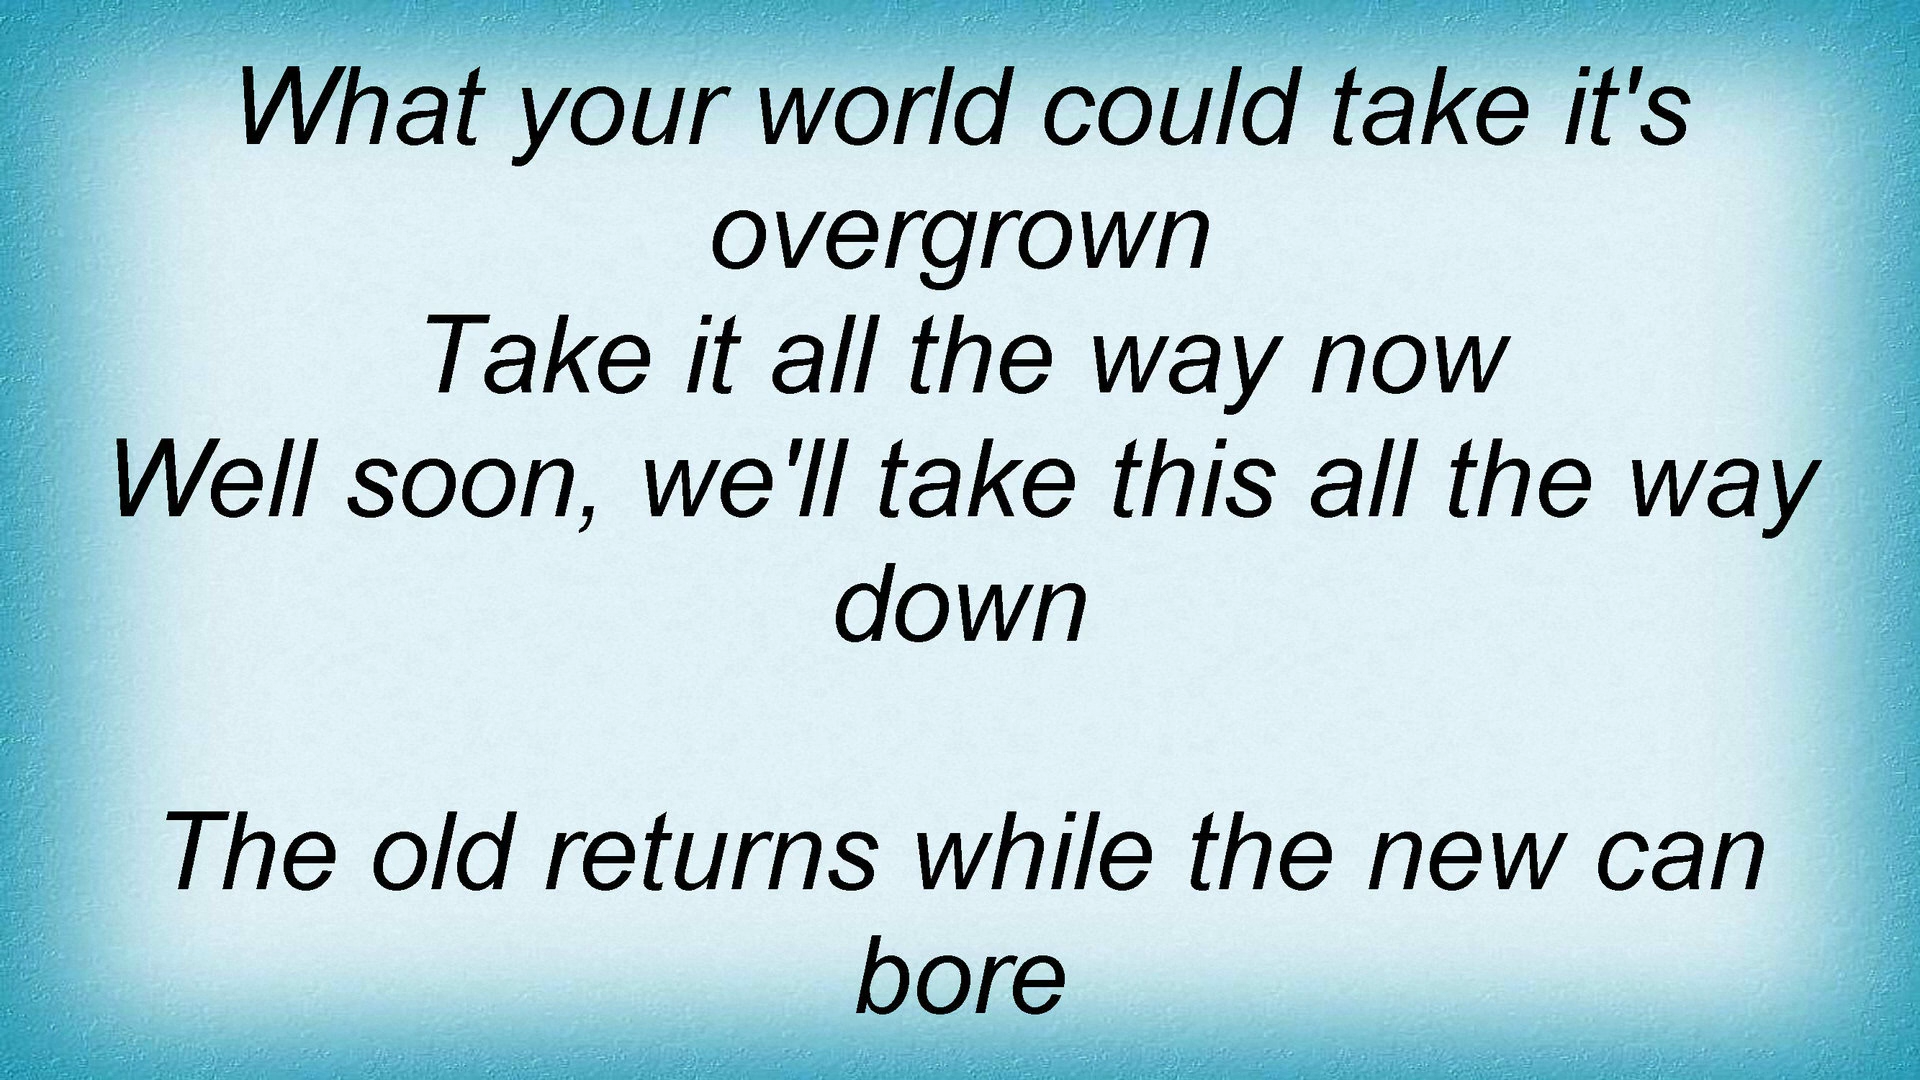 What your world could take it's
overgrown
Take it all the way now
Well soon, we'll take this all the way
down
The old returns while the new can
bore